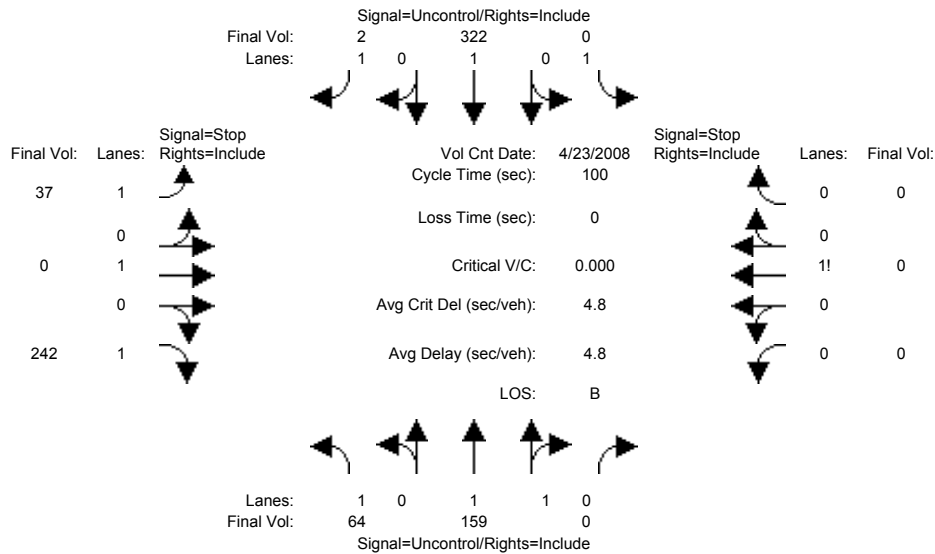 Signal=Uncontrol/Rights=Include
Final Vol: 2 322 0
Lanes: 1 0 1 0 1
Signal=Stop Signal=Stop
Final Vol: Lanes: Rights=Include Vol Cnt Date: 4/23/2008 Rights=Include Lanes: Final Vol:
Cycle Time (sec): 100
37 1 0 0
Loss Time (sec): 0
0 0
0 1 Critical V/C: 0.000 1! 0
0 Avg Crit Del (sec/veh): 4.8 0
242 1 Avg Delay (sec/veh): 4.8 0 0
LOS: B
Lanes: 1 0 1 1 0
Final Vol: 64 159 0
Signal=Uncontrol/Rights=Include